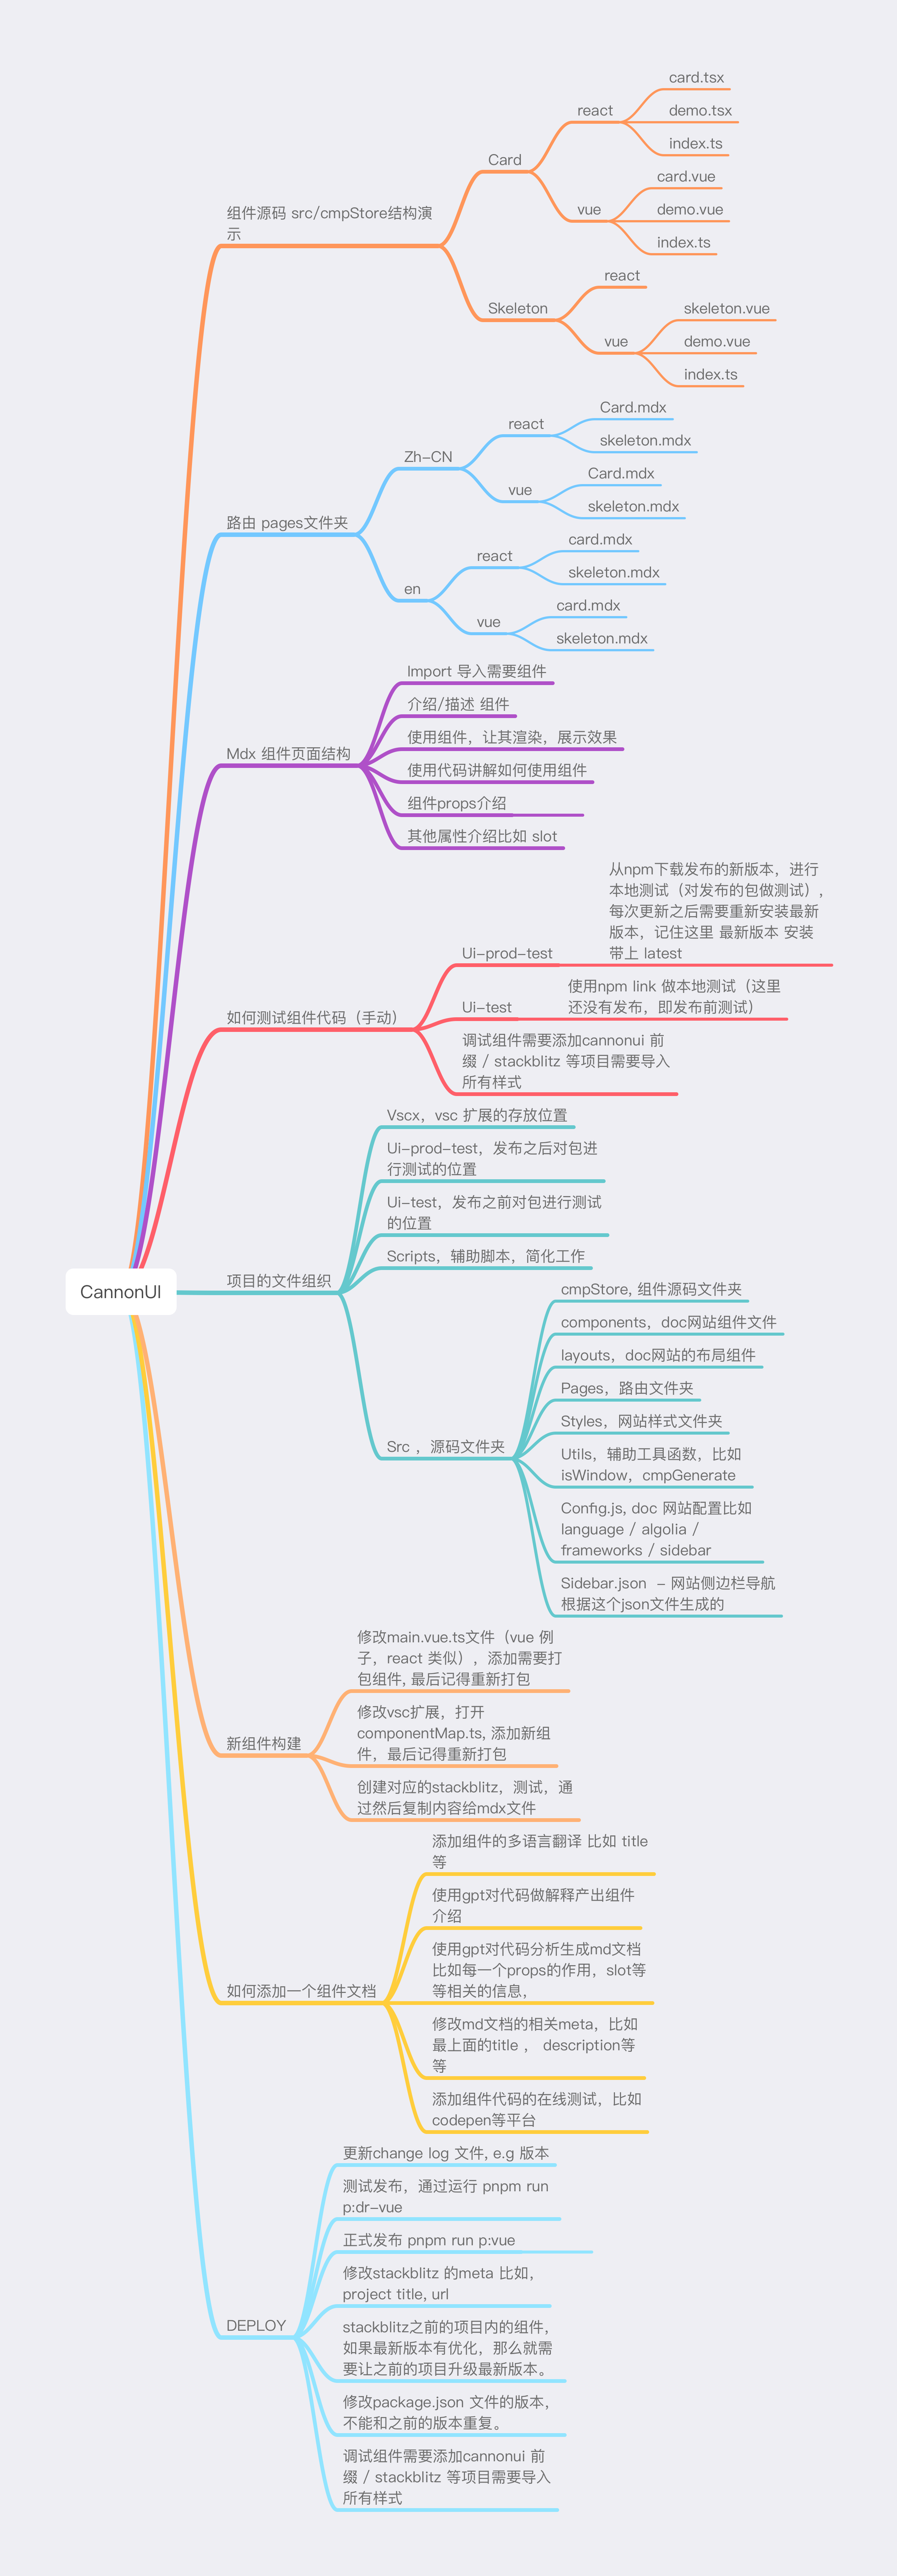 CannonUI
组件源码 src/cmpStore结构演
示
Card
react
card.tsx
demo.tsx
index.ts
vue
card.vue
demo.vue
index.ts
Skeleton
react
vue
skeleton.vue
demo.vue
index.ts
路由 pages文件夹
Zh-CN
react
Card.mdx
skeleton.mdx
vue
Card.mdx
skeleton.mdx
en
react
card.mdx
skeleton.mdx
vue
card.mdx
skeleton.mdx
Mdx 组件页面结构
Import 导入需要组件
介绍/描述 组件
使用组件，让其渲染，展示效果
使用代码讲解如何使用组件
组件props介绍
其他属性介绍比如 slot
如何测试组件代码（手动）
Ui-prod-test
从npm下载发布的新版本，进行
本地测试（对发布的包做测试），
每次更新之后需要重新安装最新
版本，记住这里 最新版本 安装
带上 latest
Ui-test
使用npm link 做本地测试（这里
还没有发布，即发布前测试）
调试组件需要添加cannonui 前
缀 / stackblitz 等项目需要导入
所有样式
项目的文件组织
Vscx，vsc 扩展的存放位置
Ui-prod-test，发布之后对包进
行测试的位置
Ui-test，发布之前对包进行测试
的位置
Scripts，辅助脚本，简化工作
Src ，源码文件夹
cmpStore, 组件源码文件夹
components，doc网站组件文件
layouts，doc网站的布局组件
Pages，路由文件夹
Styles，网站样式文件夹
Utils，辅助工具函数，比如
isWindow，cmpGenerate
Config.js, doc 网站配置比如
language / algolia /
frameworks / sidebar
Sidebar.json - 网站侧边栏导航
根据这个json文件生成的
新组件构建
修改main.vue.ts文件（vue 例
子，react 类似），添加需要打
包组件, 最后记得重新打包
修改vsc扩展，打开
componentMap.ts, 添加新组
件，最后记得重新打包
创建对应的stackblitz，测试，通
过然后复制内容给mdx文件
如何添加一个组件文档
添加组件的多语言翻译 比如 title
等
使用gpt对代码做解释产出组件
介绍
使用gpt对代码分析生成md文档
比如每一个props的作用，slot等
等相关的信息，
修改md文档的相关meta，比如
最上面的title ， description等
等
添加组件代码的在线测试，比如
codepen等平台
DEPLOY
更新change log 文件, e.g 版本
测试发布，通过运行 pnpm run
p:dr-vue
正式发布 pnpm run p:vue
修改stackblitz 的meta 比如，
project title, url
stackblitz之前的项目内的组件，
如果最新版本有优化，那么就需
要让之前的项目升级最新版本。
修改package.json 文件的版本，
不能和之前的版本重复。
调试组件需要添加cannonui 前
缀 / stackblitz 等项目需要导入
所有样式